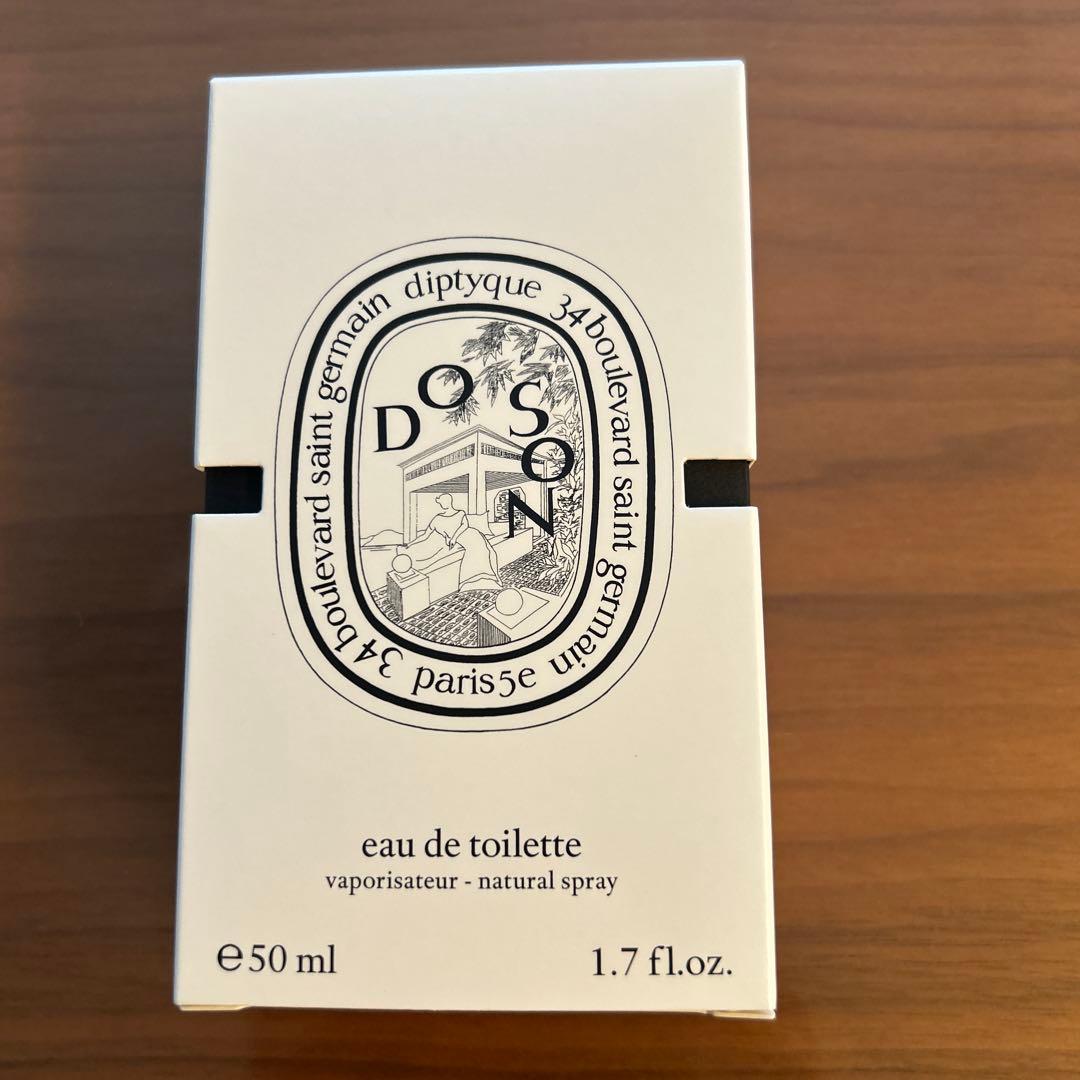 diptyque 34 boulevard saint germain
paris 5e
34 boulevard saint germain
DO SON
eau de toilette
vaporisateur - natural spray
e 50 ml
1.7 fl.oz.